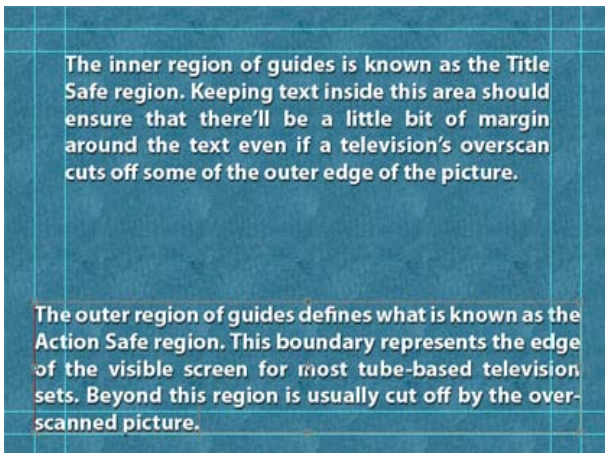 The inner region of guides is known as the Title
Safe region. Keeping text inside this area should
ensure that there’ll be a little bit of margin
around the text even if a television’s overscan
cuts off some of the outer edge of the picture.
The outer region of guides defines what is known as the
Action Safe region. This boundary represents the edge
of the visible screen for most tube-based television
sets. Beyond this region is usually cut off by the over-
scanned picture.